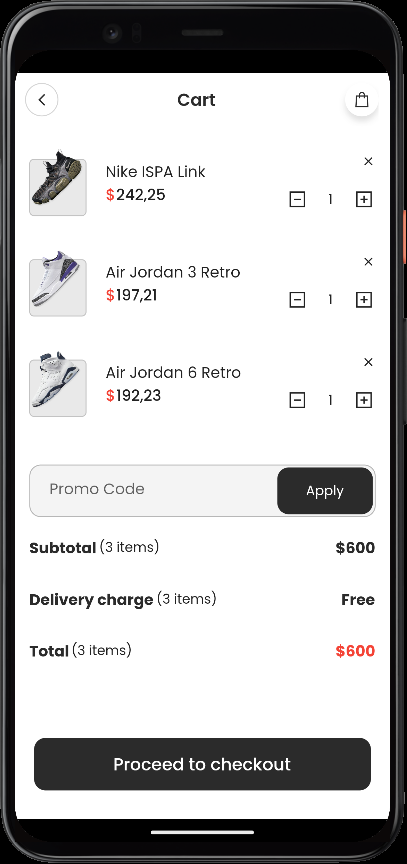 Cart
Nike ISPA Link
$242,25
1
Air Jordan 3 Retro
$197,21
1
Air Jordan 6 Retro
$192,23
1
Promo Code Apply
Subtotal (3 items) $600
Delivery charge (3 items) Free
Total (3 items) $600
Proceed to checkout